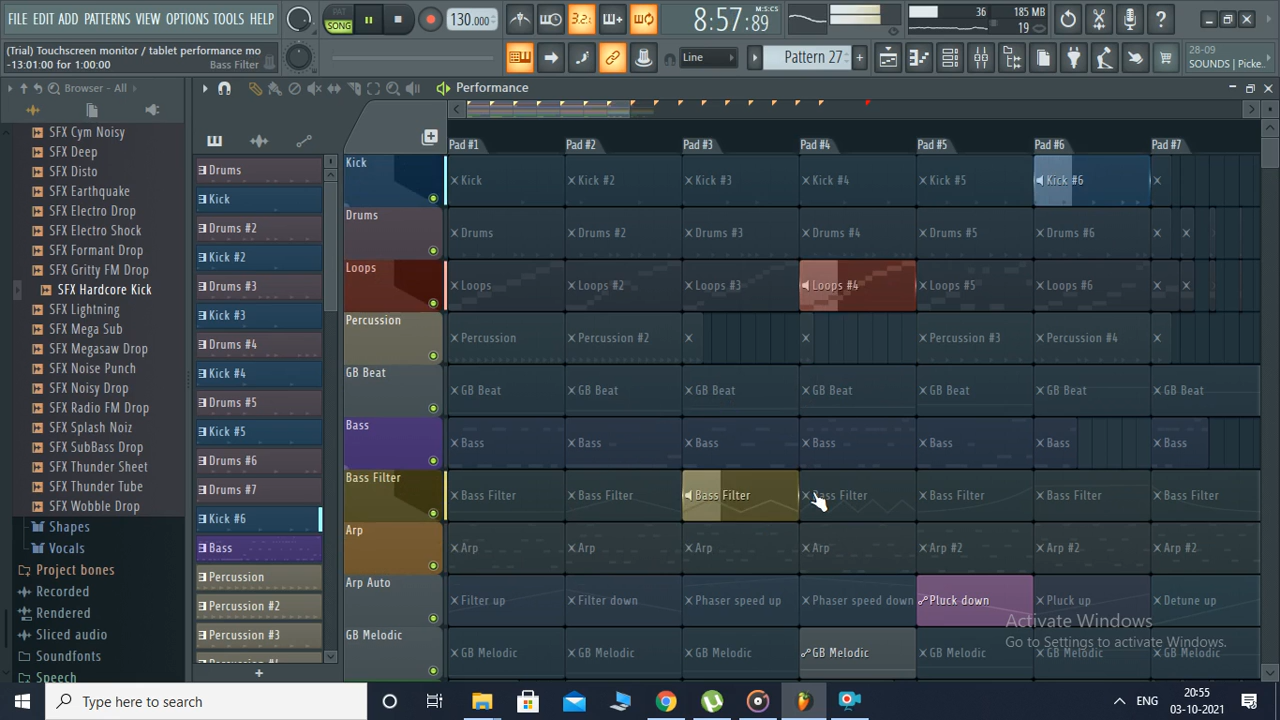 FILE EDIT ADD PATTERNS VIEW OPTIONS TOOLS HELP
PAT
SONG
130.000
3.2
8:57:89
M:S:CS
36
185 MB
19
(Trial) Touchscreen monitor / tablet performance mo
-13:01:00 for 1:00:00
Bass Filter
Line
Pattern 27
28-09
SOUNDS | Picke..
Browser - All
Performance
SFX Cym Noisy
SFX Deep
SFX Disto
SFX Earthquake
SFX Electro Drop
SFX Electro Shock
SFX Formant Drop
SFX Gritty FM Drop
SFX Hardcore Kick
SFX Lightning
SFX Mega Sub
SFX Megasaw Drop
SFX Noise Punch
SFX Noisy Drop
SFX Radio FM Drop
SFX Splash Noiz
SFX SubBass Drop
SFX Thunder Sheet
SFX Thunder Tube
SFX Wobble Drop
Shapes
Vocals
Project bones
Recorded
Rendered
Sliced audio
Soundfonts
Speech
Drums
Kick
Drums #2
Kick #2
Drums #3
Kick #3
Drums #4
Kick #4
Drums #5
Kick #5
Drums #6
Drums #7
Kick #6
Bass
Percussion
Percussion #2
Percussion #3
Pad #1 Pad #2 Pad #3 Pad #4 Pad #5 Pad #6 Pad #7
Kick
Kick Kick #2 Kick #3 Kick #4 Kick #5 Kick #6
Drums
Drums Drums #2 Drums #3 Drums #4 Drums #5 Drums #6
Loops
Loops Loops #2 Loops #3 Loops #4 Loops #5 Loops #6
Percussion
Percussion Percussion #2 Percussion #3 Percussion #4
GB Beat
GB Beat GB Beat GB Beat GB Beat GB Beat GB Beat GB Beat
Bass
Bass Bass Bass Bass Bass Bass Bass
Bass Filter
Bass Filter Bass Filter Bass Filter Bass Filter Bass Filter Bass Filter Bass Filter
Arp
Arp Arp Arp Arp Arp #2 Arp #2 Arp #2
Arp Auto
Filter up Filter down Phaser speed up Phaser speed down Pluck down Pluck up Detune up
GB Melodic
GB Melodic GB Melodic GB Melodic GB Melodic GB Melodic GB Melodic GB Melodic
Activate Windows
Go to Settings to activate Windows.
Type here to search
ENG
20:55
03-10-2021